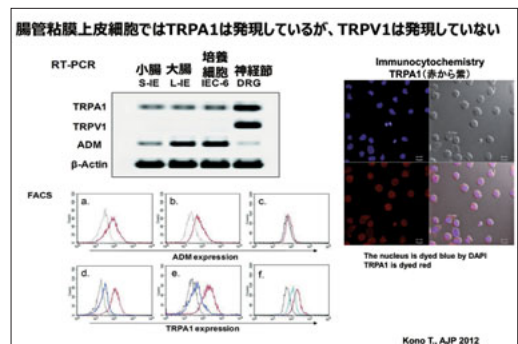 腸管粘膜上皮細胞ではTRPA1は発現しているが、TRPV1は発現していない
RT-PCR
小腸 大腸 培養細胞 神経節
S-IE L-IE IEC-6 DRG
TRPA1
TRPV1
ADM
β-Actin
Immunocytochemistry
TRPA1(赤から紫)
The nucleus is dyed blue by DAPI
TRPA1 is dyed red
FACS
a. b. c.
ADM expression
d. e. f.
TRPA1 expression
Kono T., AJP 2012